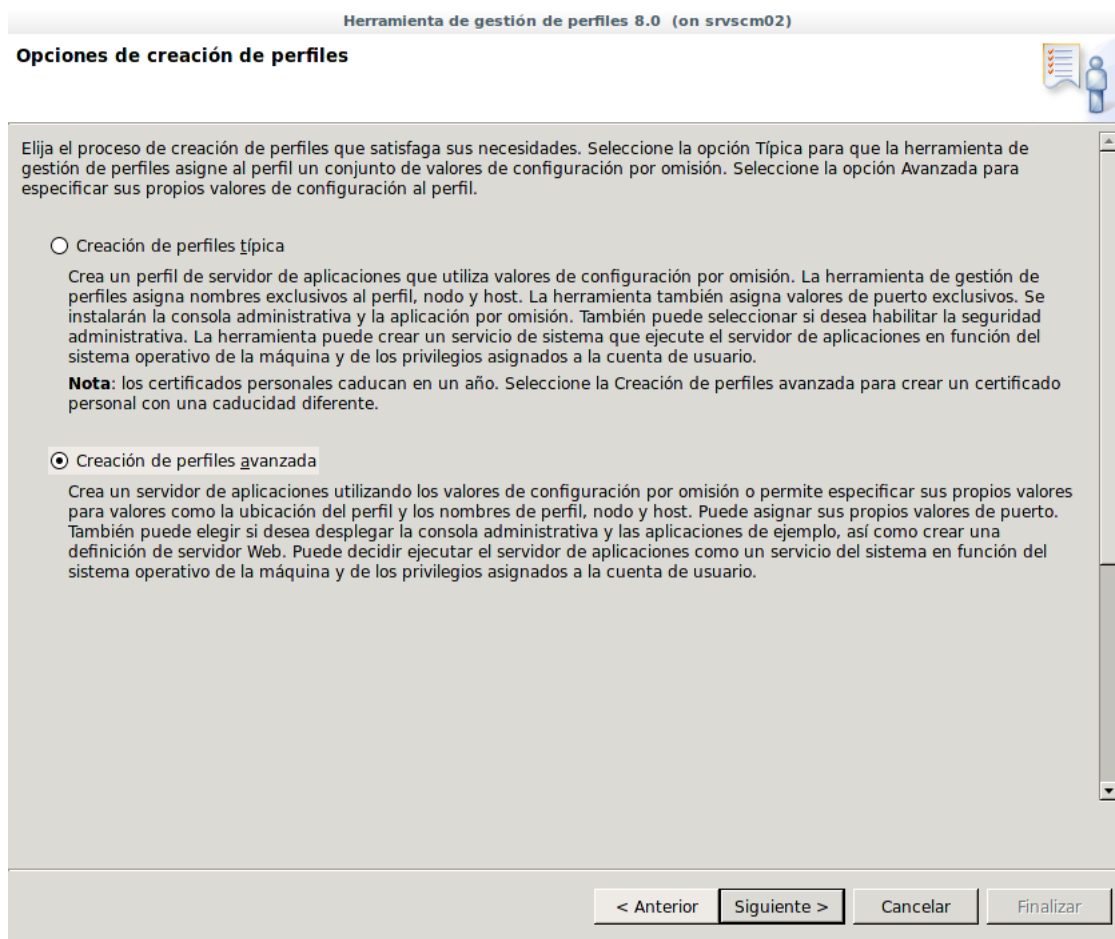 Herramienta de gestión de perfiles 8.0 (on srvscm02)
Opciones de creación de perfiles
Elija el proceso de creación de perfiles que satisfaga sus necesidades. Seleccione la opción Típica para que la herramienta de
gestión de perfiles asigne al perfil un conjunto de valores de configuración por omisión. Seleccione la opción Avanzada para
especificar sus propios valores de configuración al perfil.
Creación de perfiles típica
Crea un perfil de servidor de aplicaciones que utiliza valores de configuración por omisión. La herramienta de gestión de
perfiles asigna nombres exclusivos al perfil, nodo y host. La herramienta también asigna valores de puerto exclusivos. Se
instalarán la consola administrativa y la aplicación por omisión. También puede seleccionar si desea habilitar la seguridad
administrativa. La herramienta puede crear un servicio de sistema que ejecute el servidor de aplicaciones en función del
sistema operativo de la máquina y de los privilegios asignados a la cuenta de usuario.
Nota: los certificados personales caducan en un año. Seleccione la Creación de perfiles avanzada para crear un certificado
personal con una caducidad diferente.
Creación de perfiles avanzada
Crea un servidor de aplicaciones utilizando los valores de configuración por omisión o permite especificar sus propios valores
para valores como la ubicación del perfil y los nombres de perfil, nodo y host. Puede asignar sus propios valores de puerto.
También puede elegir si desea desplegar la consola administrativa y las aplicaciones de ejemplo, así como crear una
definición de servidor Web. Puede decidir ejecutar el servidor de aplicaciones como un servicio del sistema en función del
sistema operativo de la máquina y de los privilegios asignados a la cuenta de usuario.
< Anterior Siguiente > Cancelar Finalizar